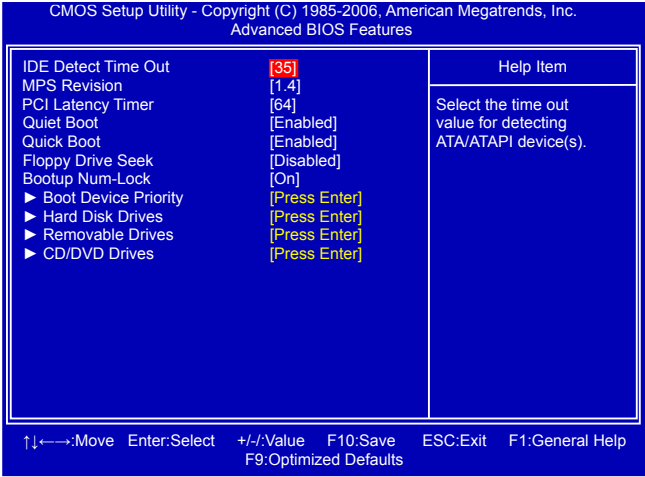 CMOS Setup Utility - Copyright (C) 1985-2006, American Megatrends, Inc.
Advanced BIOS Features
IDE Detect Time Out [35]
MPS Revision [1.4]
PCI Latency Timer [64]
Quiet Boot [Enabled]
Quick Boot [Enabled]
Floppy Drive Seek [Disabled]
Bootup Num-Lock [On]
► Boot Device Priority [Press Enter]
► Hard Disk Drives [Press Enter]
► Removable Drives [Press Enter]
► CD/DVD Drives [Press Enter]
Help Item
Select the time out
value for detecting
ATA/ATAPI device(s).
↑↓←→:Move Enter:Select +/-/:Value F10:Save ESC:Exit F1:General Help
F9:Optimized Defaults